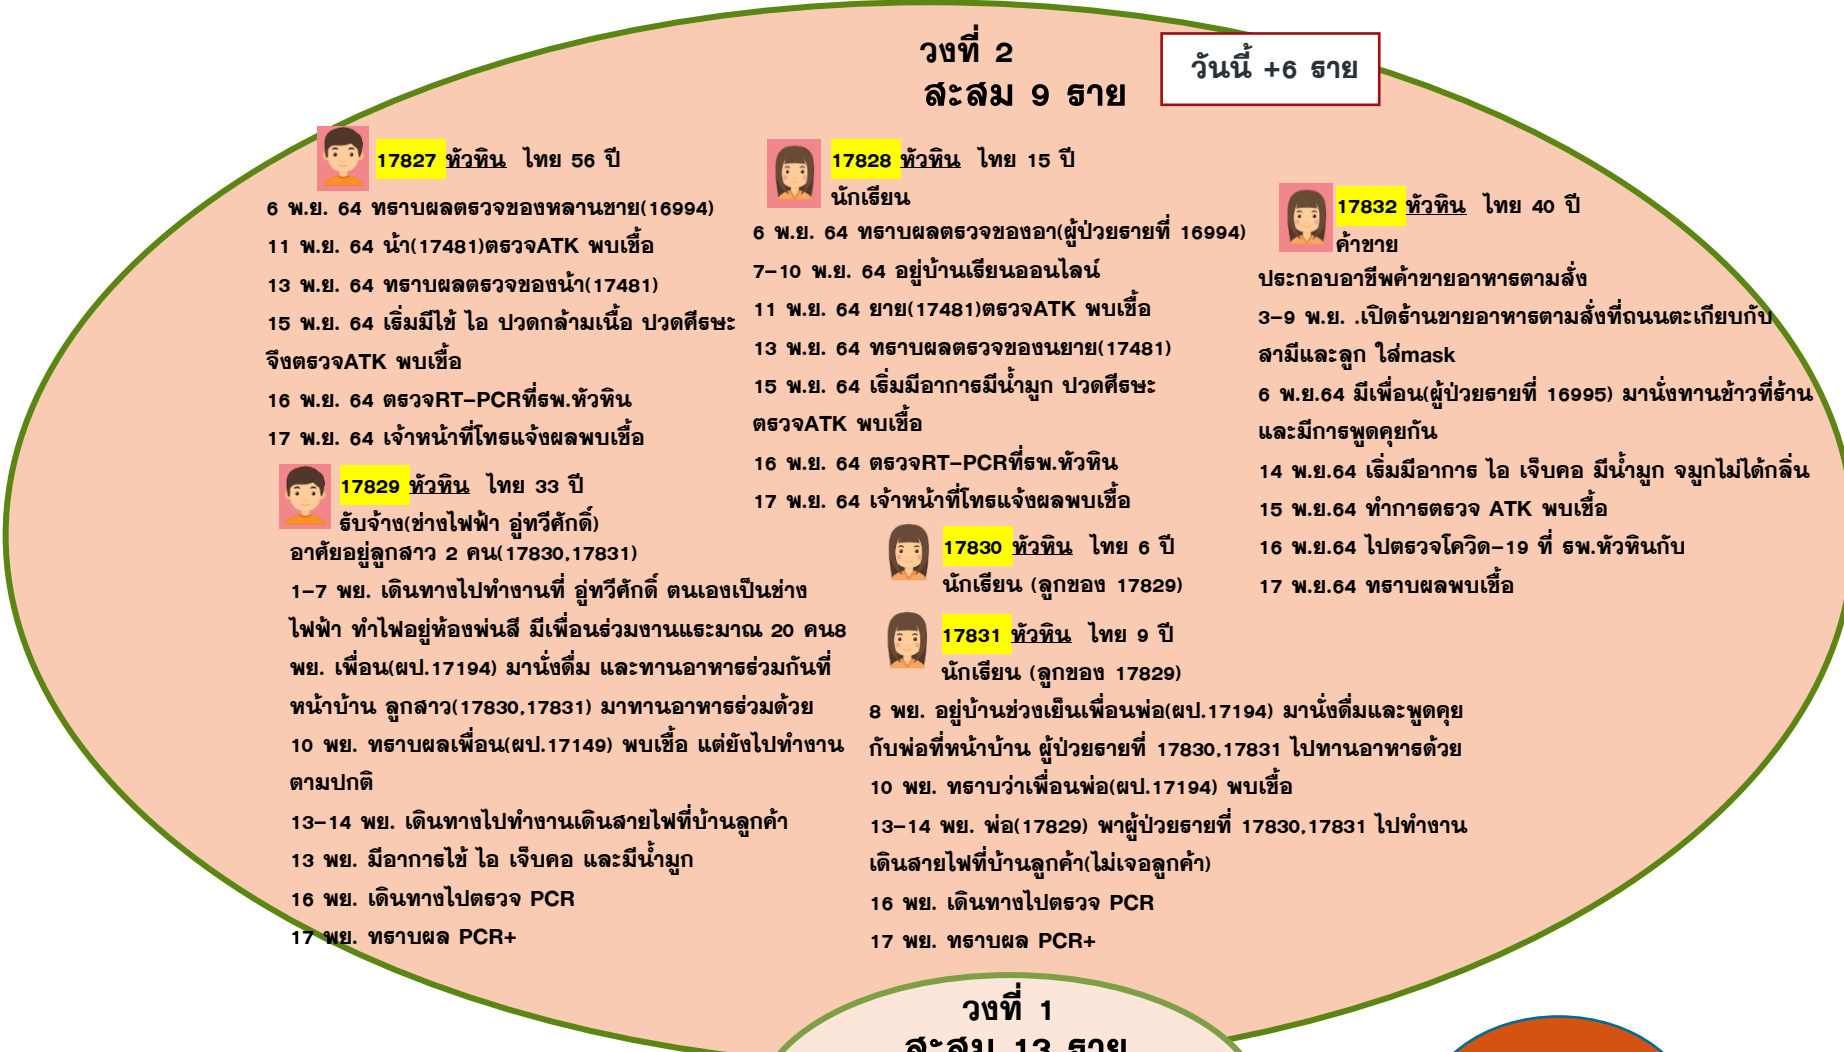 วงที่ 2
สะสม 9 ราย
วันนี้ +6 ราย
17827 หัวหิน ไทย 56 ปี
6 พ.ย. 64 ทราบผลตรวจของหลานชาย(16994)
11 พ.ย. 64 น้า(17481)ตรวจATK พบเชื้อ
13 พ.ย. 64 ทราบผลตรวจของน้า(17481)
15 พ.ย. 64 เริ่มมีไข้ ไอ ปวดกล้ามเนื้อ ปวดศีรษะ
จึงตรวจATK พบเชื้อ
16 พ.ย. 64 ตรวจRT-PCRที่รพ.หัวหิน
17 พ.ย. 64 เจ้าหน้าที่โทรแจ้งผลพบเชื้อ
17828 หัวหิน ไทย 15 ปี
นักเรียน
6 พ.ย. 64 ทราบผลตรวจของอา(ผู้ป่วยรายที่ 16994)
7-10 พ.ย. 64 อยู่บ้านเรียนออนไลน์
11 พ.ย. 64 ยาย(17481)ตรวจATK พบเชื้อ
13 พ.ย. 64 ทราบผลตรวจของนยาย(17481)
15 พ.ย. 64 เริ่มมีอาการมีน้ำมูก ปวดศีรษะ
ตรวจATK พบเชื้อ
16 พ.ย. 64 ตรวจRT-PCRที่รพ.หัวหิน
17 พ.ย. 64 เจ้าหน้าที่โทรแจ้งผลพบเชื้อ
17832 หัวหิน ไทย 40 ปี
ค้าขาย
ประกอบอาชีพค้าขายอาหารตามสั่ง
3-9 พ.ย. .เปิดร้านขายอาหารตามสั่งที่ถนนตะเกียบกับ
สามีและลูก ใส่mask
6 พ.ย.64 มีเพื่อน(ผู้ป่วยรายที่ 16995) มานั่งทานข้าวที่ร้าน
และมีการพูดคุยกัน
14 พ.ย.64 เริ่มมีอาการ ไอ เจ็บคอ มีน้ำมูก จมูกไม่ได้กลิ่น
15 พ.ย.64 ทำการตรวจ ATK พบเชื้อ
16 พ.ย.64 ไปตรวจโควิด-19 ที่ รพ.หัวหินกับ
17 พ.ย.64 ทราบผลพบเชื้อ
17829 หัวหิน ไทย 33 ปี
รับจ้าง(ช่างไฟฟ้า อู่ทวีศักดิ์)
อาศัยอยู่ลูกสาว 2 คน(17830,17831)
1-7 พย. เดินทางไปทำงานที่ อู่ทวีศักดิ์ ตนเองเป็นช่าง
ไฟฟ้า ทำไฟอยู่ห้องพ่นสี มีเพื่อนร่วมงานแระมาณ 20 คน8
พย. เพื่อน(ผป.17194) มานั่งดื่ม และทานอาหารร่วมกันที่
หน้าบ้าน ลูกสาว(17830,17831) มาทานอาหารร่วมด้วย
10 พย. ทราบผลเพื่อน(ผป.17149) พบเชื้อ แต่ยังไปทำงาน
ตามปกติ
13-14 พย. เดินทางไปทำงานเดินสายไฟที่บ้านลูกค้า
13 พย. มีอาการไข้ ไอ เจ็บคอ และมีน้ำมูก
16 พย. เดินทางไปตรวจ PCR
17 พย. ทราบผล PCR+
17830 หัวหิน ไทย 6 ปี
นักเรียน (ลูกของ 17829)
17831 หัวหิน ไทย 9 ปี
นักเรียน (ลูกของ 17829)
8 พย. อยู่บ้านช่วงเย็นเพื่อนพ่อ(ผป.17194) มานั่งดื่มและพูดคุย
กับพ่อที่หน้าบ้าน ผู้ป่วยรายที่ 17830,17831 ไปทานอาหารด้วย
10 พย. ทราบว่าเพื่อนพ่อ(ผป.17194) พบเชื้อ
13-14 พย. พ่อ(17829) พาผู้ป่วยรายที่ 17830,17831 ไปทำงาน
เดินสายไฟที่บ้านลูกค้า(ไม่เจอลูกค้า)
16 พย. เดินทางไปตรวจ PCR
17 พย. ทราบผล PCR+
วงที่ 1
สะสม 13 ราย